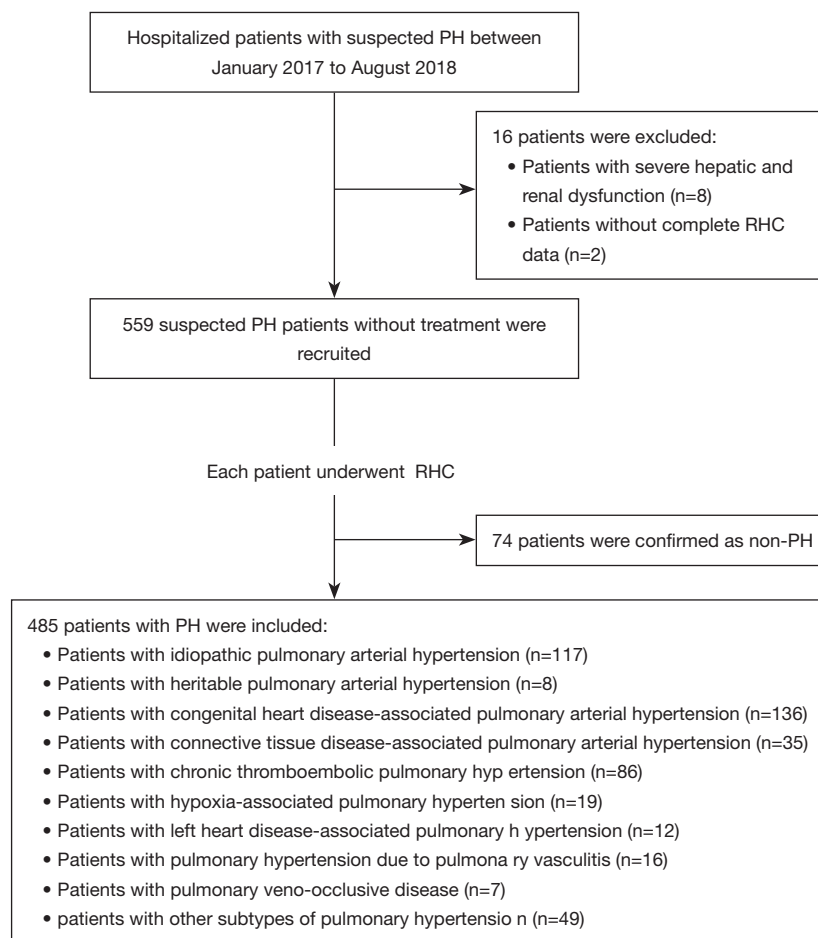 Hospitalized patients with suspected PH between
January 2017 to August 2018
16 patients were excluded:
• Patients with severe hepatic and
renal dysfunction (n=8)
• Patients without complete RHC
data (n=2)
559 suspected PH patients without treatment were
recruited
Each patient underwent RHC
74 patients were confirmed as non-PH
485 patients with PH were included:
• Patients with idiopathic pulmonary arterial hypertension (n=117)
• Patients with heritable pulmonary arterial hypertension (n=8)
• Patients with congenital heart disease-associated pulmonary arterial hypertension (n=136)
• Patients with connective tissue disease-associated pulmonary arterial hypertension (n=35)
• Patients with chronic thromboembolic pulmonary hyp ertension (n=86)
• Patients with hypoxia-associated pulmonary hyperten sion (n=19)
• Patients with left heart disease-associated pulmonary h ypertension (n=12)
• Patients with pulmonary hypertension due to pulmona ry vasculitis (n=16)
• Patients with pulmonary veno-occlusive disease (n=7)
• patients with other subtypes of pulmonary hypertensio n (n=49)